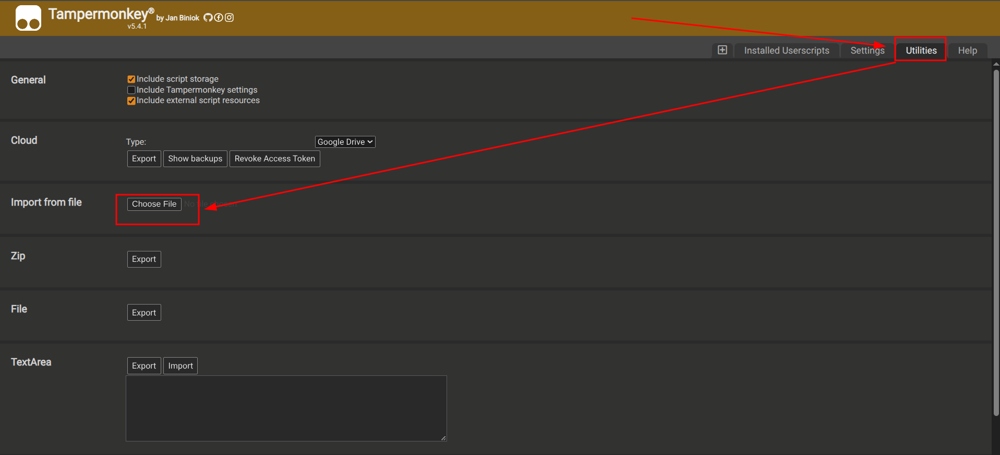 Tampermonkey® by Jan Biniok
v5.4.1
Installed Userscripts Settings Utilities Help
General
Include script storage
Include Tampermonkey settings
Include external script resources
Cloud
Type: Google Drive
Export Show backups Revoke Access Token
Import from file
Choose File No file chosen
Zip
Export
File
Export
TextArea
Export Import